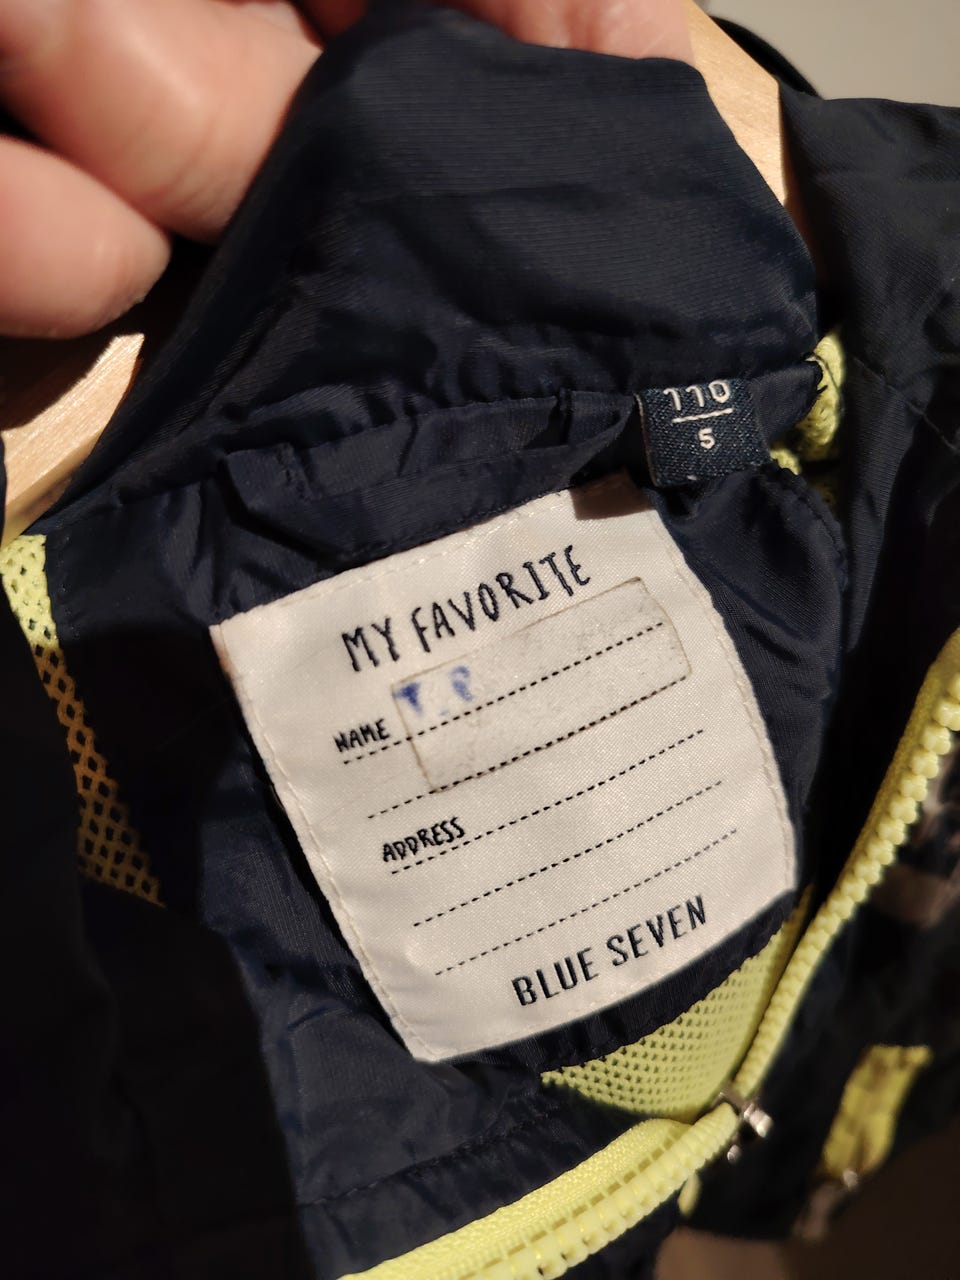 110
5
MY FAVORITE
NAME
ADDRESS
BLUE SEVEN